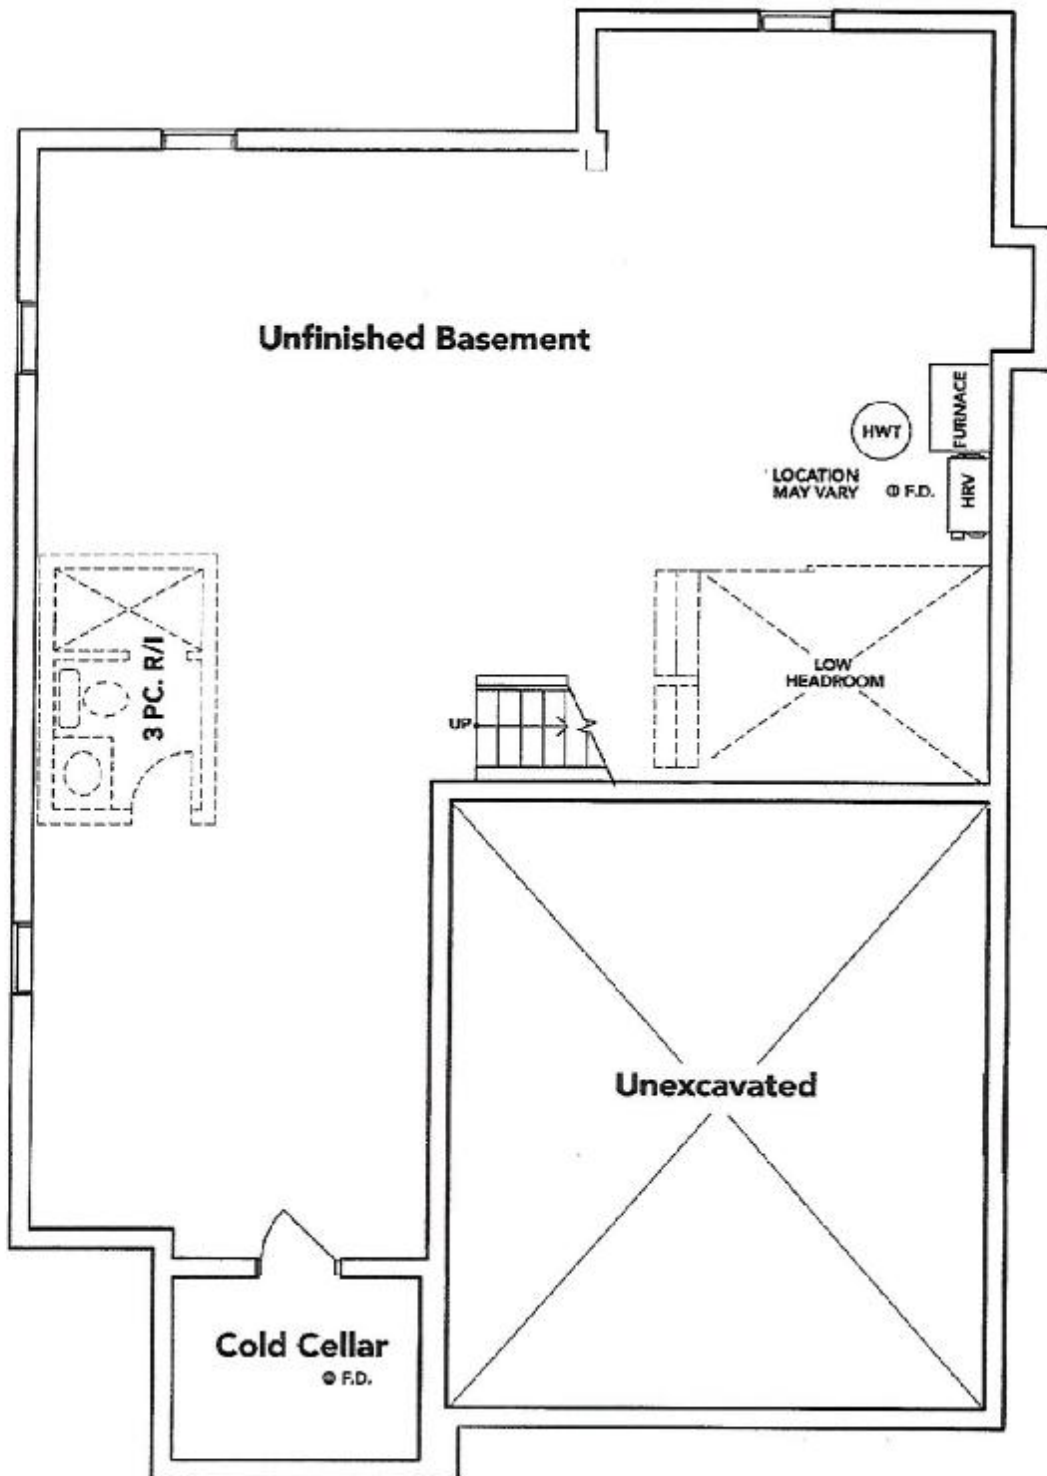 Unfinished Basement
FURNACE
HWT
LOCATION
MAY VARY
F.D.
HRV
3 PC. R/I
LOW
HEADROOM
UP
Unexcavated
Cold Cellar
F.D.